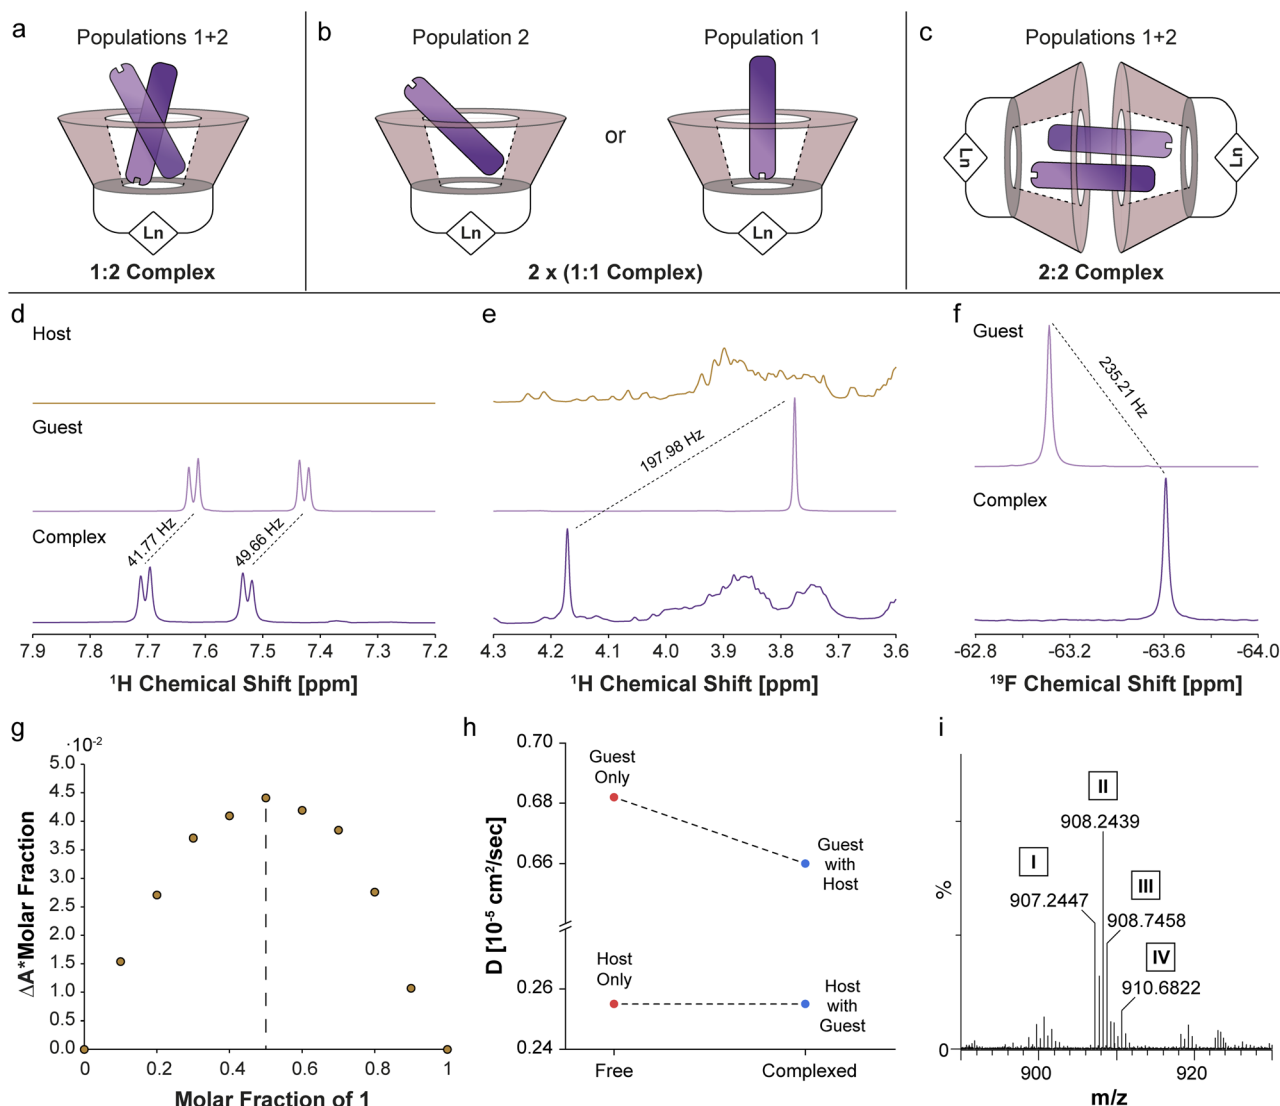 a
Populations 1+2
Ln
1:2 Complex
b
Population 2
or
Population 1
Ln
Ln
2 x (1:1 Complex)
c
Populations 1+2
Ln
Ln
2:2 Complex
d
Host
Guest
Complex
41.77 Hz
49.66 Hz
7.9 7.8 7.7 7.6 7.5 7.4 7.3 7.2
¹H Chemical Shift [ppm]
e
197.98 Hz
4.3 4.2 4.1 4.0 3.9 3.8 3.7 3.6
¹H Chemical Shift [ppm]
f
Guest
235.21 Hz
Complex
-62.8 -63.2 -63.6 -64.0
¹⁹F Chemical Shift [ppm]
g
·10⁻²
5.0
4.5
4.0
3.5
3.0
2.5
2.0
1.5
1.0
0.5
0.0
ΔA*Molar Fraction
0 0.2 0.4 0.6 0.8 1
Molar Fraction of 1
h
0.70
0.68
0.66
0.26
0.24
D [10⁻⁵ cm²/sec]
Guest
Only
Guest
with
Host
Host
Only
Host
with
Guest
Free Complexed
i
II
908.2439
I
907.2447
III
908.7458
IV
910.6822
%
0
900 920
m/z